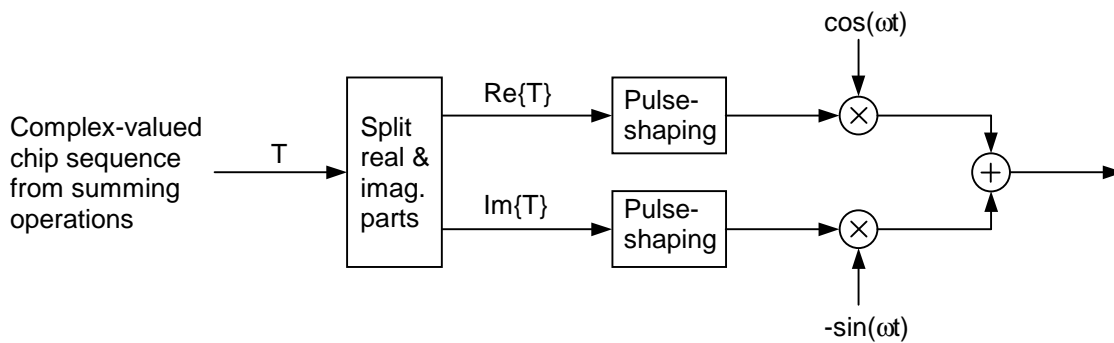 cos(ωt)
Complex-valued
chip sequence
from summing
operations
T
Split
real &
imag.
parts
Re{T}
Pulse-
shaping
Im{T}
Pulse-
shaping
-sin(ωt)